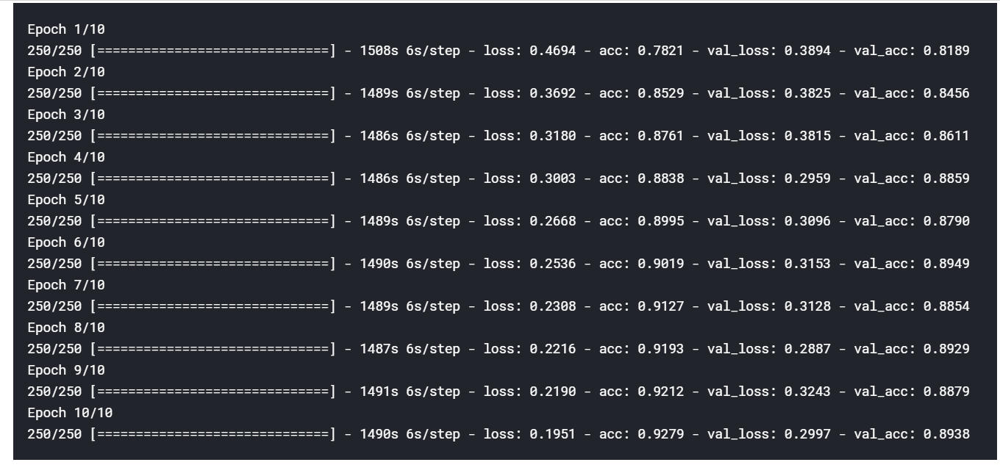 Epoch 1/10
250/250 [==============================] - 1508s 6s/step - loss: 0.4694 - acc: 0.7821 - val_loss: 0.3894 - val_acc: 0.8189
Epoch 2/10
250/250 [==============================] - 1489s 6s/step - loss: 0.3692 - acc: 0.8529 - val_loss: 0.3825 - val_acc: 0.8456
Epoch 3/10
250/250 [==============================] - 1486s 6s/step - loss: 0.3180 - acc: 0.8761 - val_loss: 0.3815 - val_acc: 0.8611
Epoch 4/10
250/250 [==============================] - 1486s 6s/step - loss: 0.3003 - acc: 0.8838 - val_loss: 0.2959 - val_acc: 0.8859
Epoch 5/10
250/250 [==============================] - 1489s 6s/step - loss: 0.2668 - acc: 0.8995 - val_loss: 0.3096 - val_acc: 0.8790
Epoch 6/10
250/250 [==============================] - 1490s 6s/step - loss: 0.2536 - acc: 0.9019 - val_loss: 0.3153 - val_acc: 0.8949
Epoch 7/10
250/250 [==============================] - 1489s 6s/step - loss: 0.2308 - acc: 0.9127 - val_loss: 0.3128 - val_acc: 0.8854
Epoch 8/10
250/250 [==============================] - 1487s 6s/step - loss: 0.2216 - acc: 0.9193 - val_loss: 0.2887 - val_acc: 0.8929
Epoch 9/10
250/250 [==============================] - 1491s 6s/step - loss: 0.2190 - acc: 0.9212 - val_loss: 0.3243 - val_acc: 0.8879
Epoch 10/10
250/250 [==============================] - 1490s 6s/step - loss: 0.1951 - acc: 0.9279 - val_loss: 0.2997 - val_acc: 0.8938